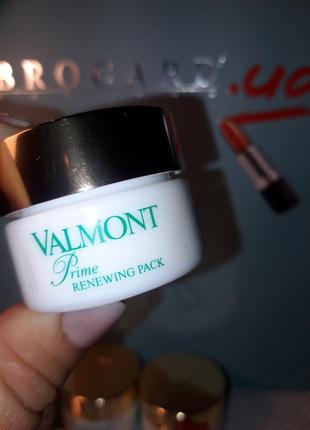 BROCARD.ua
VALMONT
Prime
RENEWING PACK